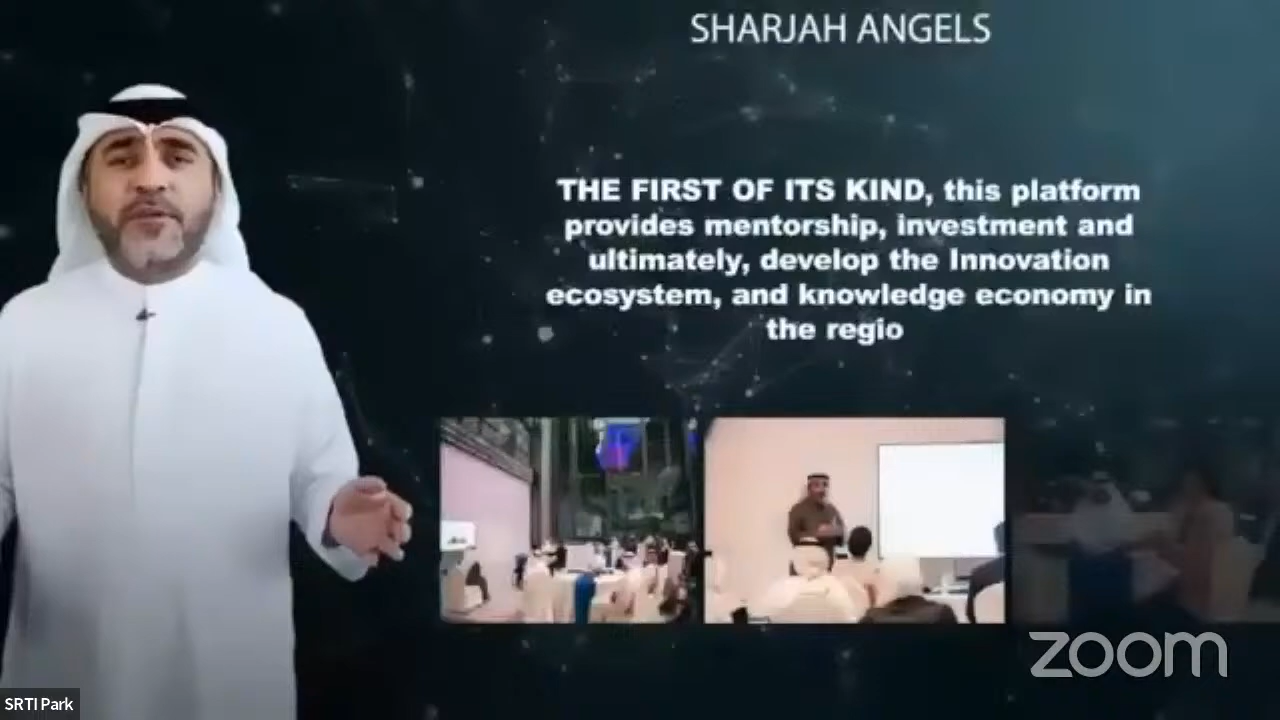 SHARJAH ANGELS
THE FIRST OF ITS KIND, this platform
provides mentorship, investment and
ultimately, develop the Innovation
ecosystem, and knowledge economy in
the regio
zoom
SRTI Park